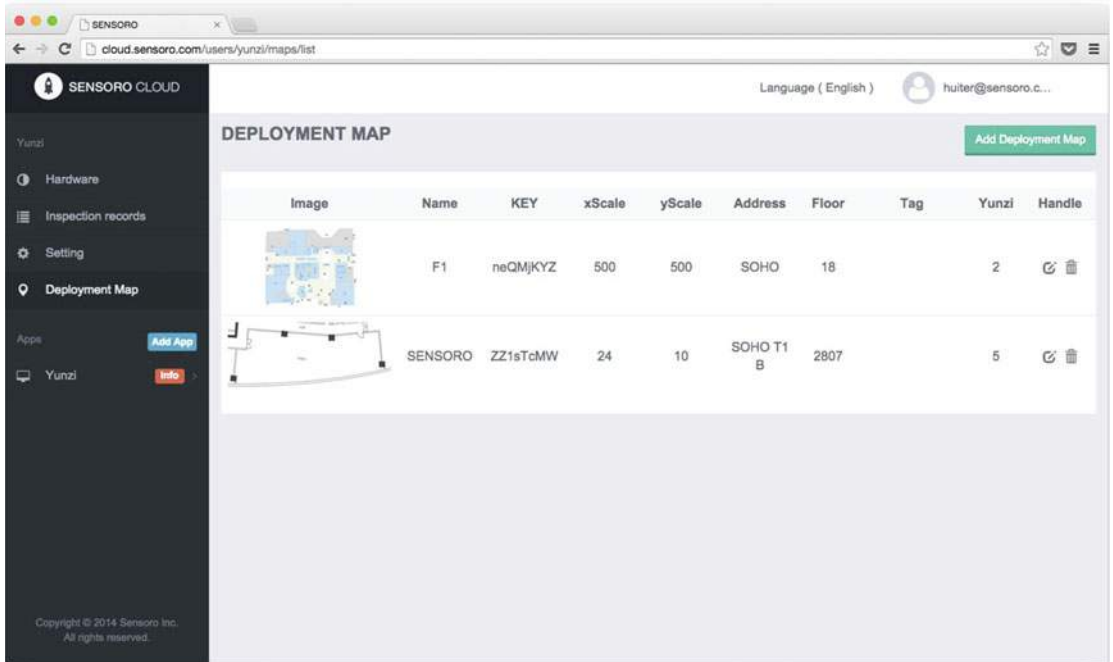 SENSORO
cloud.sensoro.com/users/yunzi/maps/list
SENSORO CLOUD
Language ( English )
huiter@sensoro.c...
Yunzi
Hardware
Inspection records
Setting
Deployment Map
Apps
Add App
Yunzi
Info
DEPLOYMENT MAP
Add Deployment Map
Image Name KEY xScale yScale Address Floor Tag Yunzi Handle
F1 neQMjKYZ 500 500 SOHO 18 2
SENSORO ZZ1sTcMW 24 10 SOHO T1 2807 5
B
Copyright © 2014 Sensoro Inc.
All rights reserved.